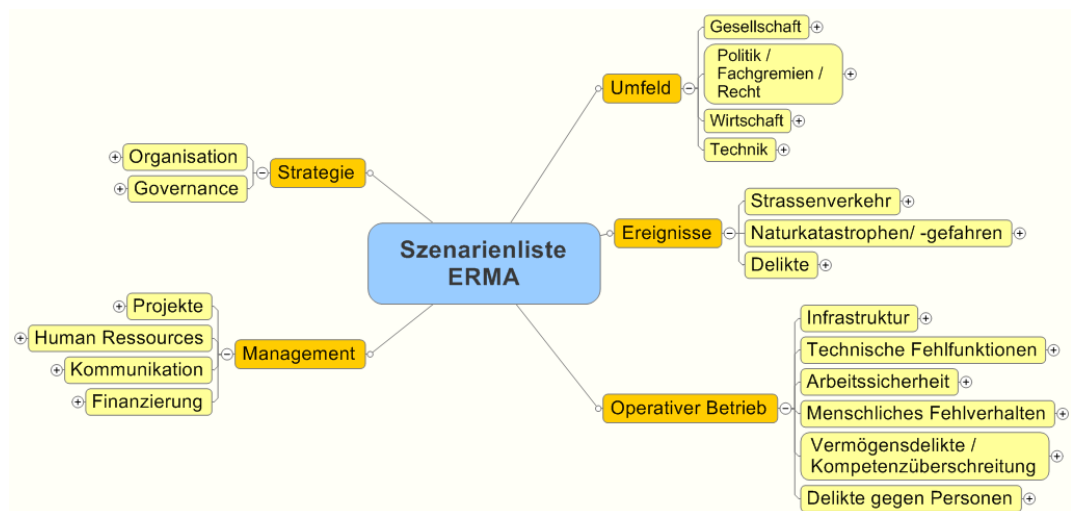 Szenarienliste
ERMA
Umfeld
Gesellschaft
Politik /
Fachgremien /
Recht
Wirtschaft
Technik
Ereignisse
Strassenverkehr
Naturkatastrophen/ -gefahren
Delikte
Operativer Betrieb
Infrastruktur
Technische Fehlfunktionen
Arbeitssicherheit
Menschliches Fehlverhalten
Vermögensdelikte /
Kompetenzüberschreitung
Delikte gegen Personen
Strategie
Organisation
Governance
Management
Projekte
Human Ressources
Kommunikation
Finanzierung